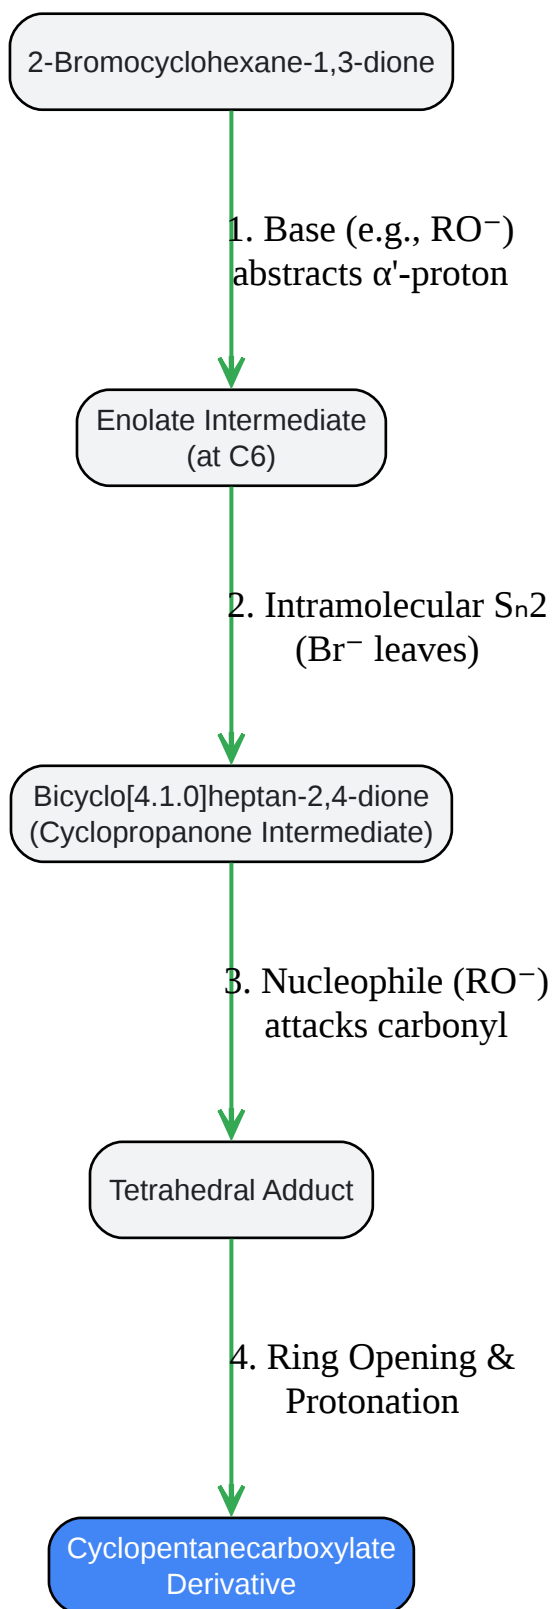 2-Bromocyclohexane-1,3-dione
1. Base (e.g., RO⁻)
abstracts α'-proton
Enolate Intermediate
(at C6)
2. Intramolecular Sₙ2
(Br⁻ leaves)
Bicyclo[4.1.0]heptan-2,4-dione
(Cyclopropanone Intermediate)
3. Nucleophile (RO⁻)
attacks carbonyl
Tetrahedral Adduct
4. Ring Opening &
Protonation
Cyclopentanecarboxylate
Derivative